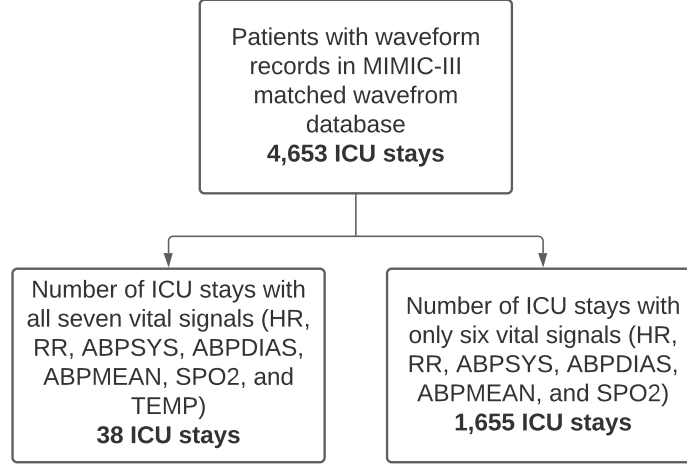 Patients with waveform
records in MIMIC-III
matched wavefrom
database
4,653 ICU stays
Number of ICU stays with
all seven vital signals (HR,
RR, ABPSYS, ABPDIAS,
ABPMEAN, SPO2, and
TEMP)
38 ICU stays
Number of ICU stays with
only six vital signals (HR,
RR, ABPSYS, ABPDIAS,
ABPMEAN, and SPO2)
1,655 ICU stays